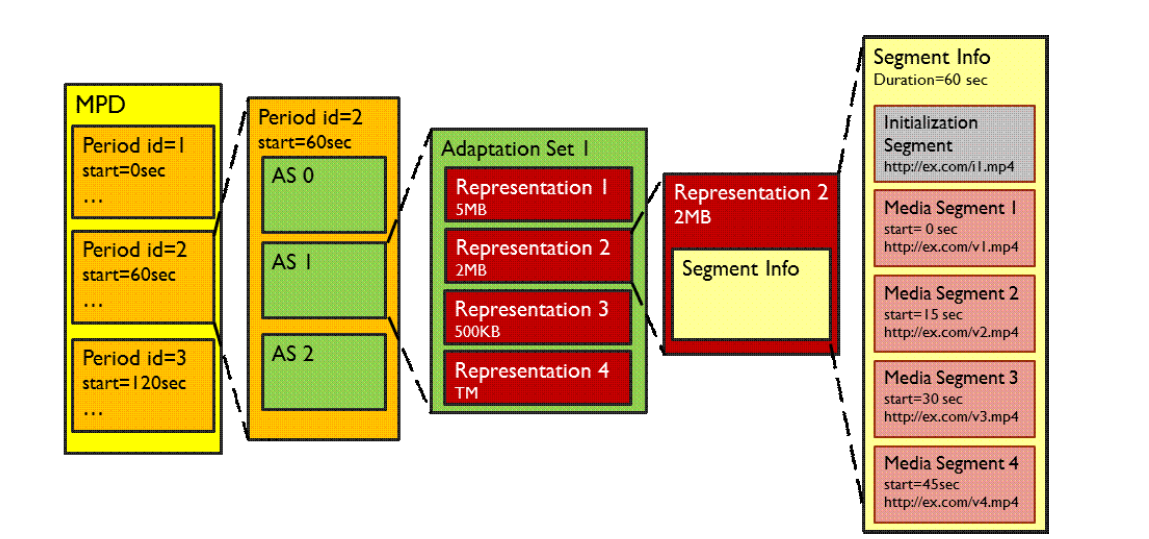 MPD
Period id=1
start=0sec
...
Period id=2
start=60sec
...
Period id=3
start=120sec
...
Period id=2
start=60sec
AS 0
AS 1
AS 2
Adaptation Set 1
Representation 1
5MB
Representation 2
2MB
Representation 3
500KB
Representation 4
TM
Representation 2
2MB
Segment Info
Segment Info
Duration=60 sec
Initialization
Segment
http://ex.com/i1.mp4
Media Segment 1
start= 0 sec
http://ex.com/v1.mp4
Media Segment 2
start=15 sec
http://ex.com/v2.mp4
Media Segment 3
start=30 sec
http://ex.com/v3.mp4
Media Segment 4
start=45sec
http://ex.com/v4.mp4